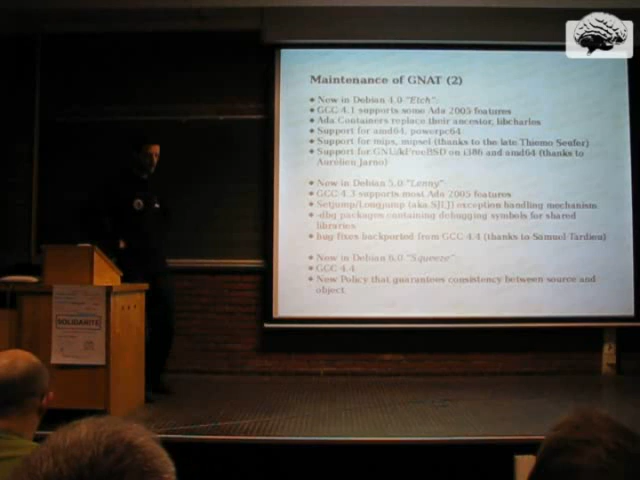 Maintenance of GNAT (2)
New in Debian 4.0 "Etch":
GCC 4.1 supports some Ada 2005 features
Ada Containers replace their ancestor, libcharles
Support for amd64, powerpc64
Support for mips, mipsel (thanks to the late Thiemo Seufer)
Support for GNU/kFreeBSD on i386 and amd64 (thanks to
Aurélien Jarno)
New in Debian 5.0 "Lenny":
GCC 4.3 supports most Ada 2005 features
Setjump/Longjump (aka SJLJ) exception handling mechanism
-dbg packages containing debugging symbols for shared
libraries
bug fixes backported from GCC 4.4 (thanks to Samuel Tardieu)
New in Debian 6.0 "Squeeze":
GCC 4.4
New Policy that guarantees consistency between source and
object.
SOLIDARITÉ